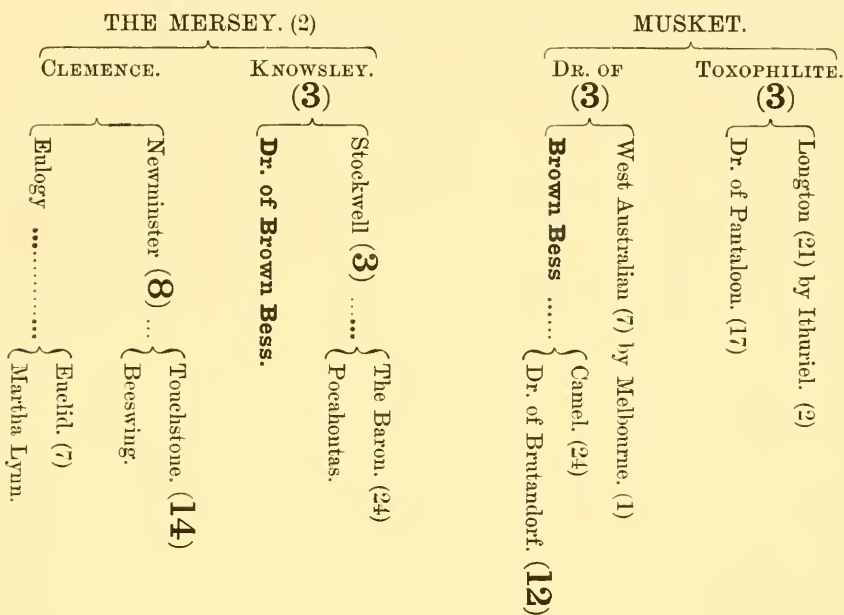 THE MERSEY. (2)
CLEMENCE.
KNOWSLEY.
(3)
Eulogy ..............
Euclid. (7)
Martha Lynn.
Newminster (8) ...
Touchstone. (14)
Beeswing.
Stockwell (3) .....
The Baron. (24)
Pocahontas.
Dr. of Brown Bess.
MUSKET.
DR. OF
(3)
TOXOPHILITE.
(3)
West Australian (7) by Melbourne. (1)
Brown Bess ......
Camel. (24)
Dr. of Brutandorf. (12)
Longton (21) by Ithuriel. (2)
Dr. of Pantaloon. (17)